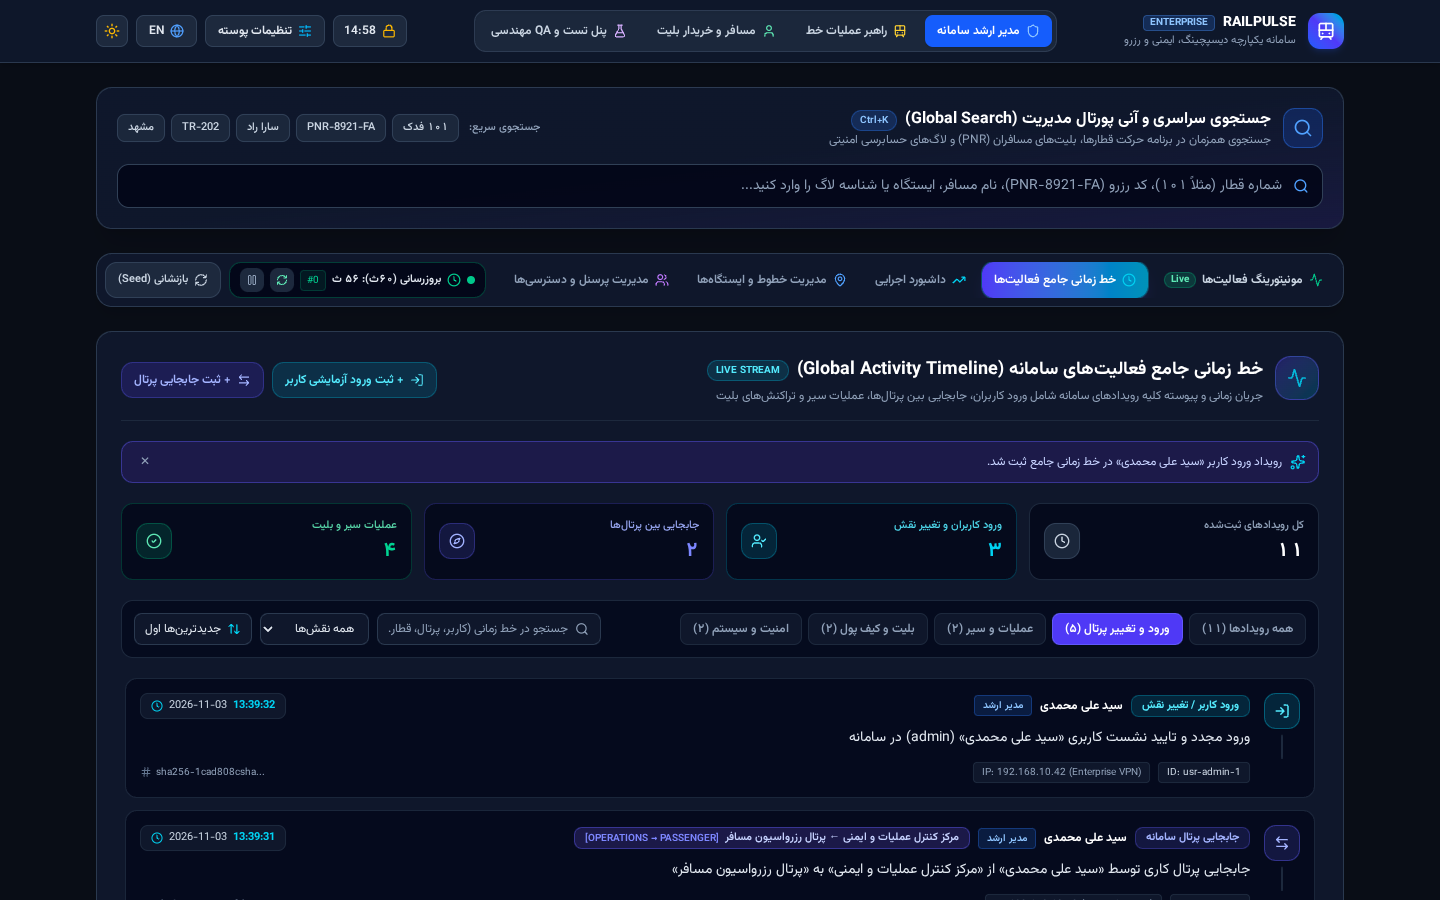 RAILPULSE ENTERPRISE
سامانه یکپارچه دیسپچینگ، ایمنی و رزرو
مدیر ارشد سامانه
راهبر عملیات خط
مسافر و خریدار بلیت
پنل تست و QA مهندسی
14:58
تنظیمات پوسته
EN
جستجوی سراسری و آنی پورتال مدیریت (Global Search) Ctrl+K
جستجوی همزمان در برنامه حرکت قطارها، بلیت‌های مسافران (PNR) و لاگ‌های حسابرسی امنیتی
جستجوی سریع:
۱۰۱ فدک
PNR-8921-FA
سارا راد
TR-202
مشهد
شماره قطار (مثلاً ۱۰۱)، کد رزرو (PNR-8921-FA)، نام مسافر، ایستگاه یا شناسه لاگ را وارد کنید...
مونیتورینگ فعالیت‌ها Live
خط زمانی جامع فعالیت‌ها
داشبورد اجرایی
مدیریت خطوط و ایستگاه‌ها
مدیریت پرسنل و دسترسی‌ها
بروزرسانی (۶۰ث): ۵۶ ث
#0
بازنشانی (Seed)
خط زمانی جامع فعالیت‌های سامانه (Global Activity Timeline) LIVE STREAM
جریان زمانی و پیوسته کلیه رویدادهای سامانه شامل ورود کاربران، جابجایی بین پرتال‌ها، عملیات سیر و تراکنش‌های بلیت
+ ثبت ورود آزمایشی کاربر
+ ثبت جابجایی پرتال
رویداد ورود کاربر «سید علی محمدی» در خط زمانی جامع ثبت شد.
✕
کل رویدادهای ثبت‌شده
۱۱
ورود کاربران و تغییر نقش
۳
جابجایی بین پرتال‌ها
۲
عملیات سیر و بلیت
۴
همه رویدادها (۱۱)
ورود و تغییر پرتال (۵)
عملیات و سیر (۲)
بلیت و کیف پول (۲)
امنیت و سیستم (۲)
جستجو در خط زمانی (کاربر، پرتال، قطار.
همه نقش‌ها
جدیدترین‌ها اول
ورود کاربر / تغییر نقش
سید علی محمدی
مدیر ارشد
2026-11-03 13:39:32
ورود مجدد و تایید نشست کاربری «سید علی محمدی» (admin) در سامانه
ID: usr-admin-1
IP: 192.168.10.42 (Enterprise VPN)
# sha256-1cad808csha...
جابجایی پرتال سامانه
سید علی محمدی
مدیر ارشد
مرکز کنترل عملیات و ایمنی ← پرتال رزرواسیون مسافر [OPERATIONS → PASSENGER]
2026-11-03 13:39:31
جابجایی پرتال کاری توسط «سید علی محمدی» از «مرکز کنترل عملیات و ایمنی» به «پرتال رزرواسیون مسافر»